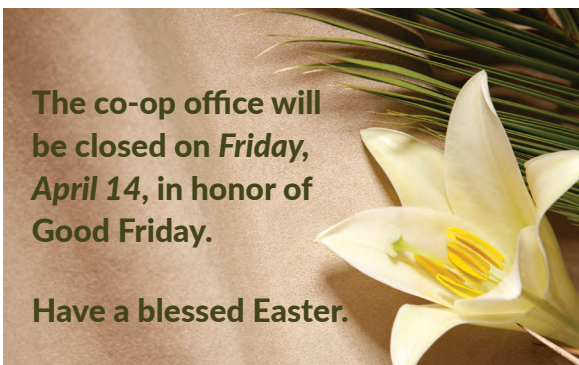 The co-op office will
be closed on Friday,
April 14, in honor of
Good Friday.
Have a blessed Easter.